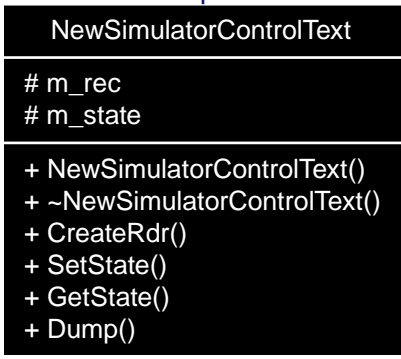 NewSimulatorControlText
# m_rec
# m_state
+ NewSimulatorControlText()
+ ~NewSimulatorControlText()
+ CreateRdr()
+ SetState()
+ GetState()
+ Dump()